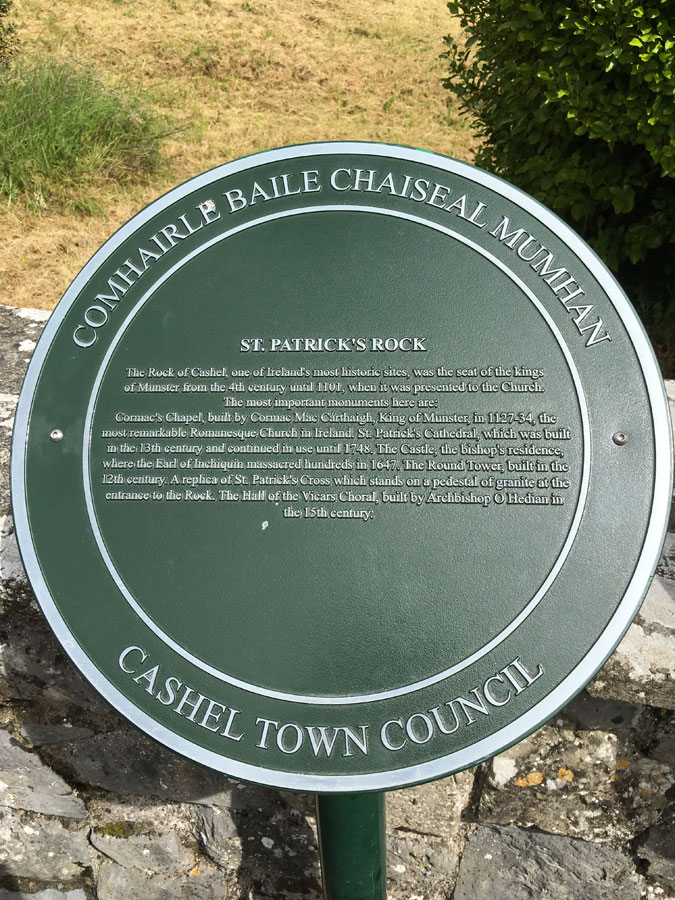 COMHAIRLE BAILE CHAISEAL MUMHAN
ST. PATRICK'S ROCK
The Rock of Cashel, one of Ireland's most historic sites, was the seat of the kings
of Munster from the 4th century until 1101, when it was presented to the Church.
The most important monuments here are:
Cormac's Chapel, built by Cormac Mac Carthaigh, King of Munster, in 1127-34, the
most remarkable Romanesque Church in Ireland. St. Patrick's Cathedral, which was built
in the 13th century and continued in use until 1748. The Castle, the bishop's residence,
where the Earl of Inchiquin massacred hundreds in 1647. The Round Tower, built in the
12th century. A replica of St. Patrick's Cross which stands on a pedestal of granite at the
entrance to the Rock. The Hall of the Vicars Choral, built by Archbishop O'Hedian in
the 15th century.
CASHEL TOWN COUNCIL